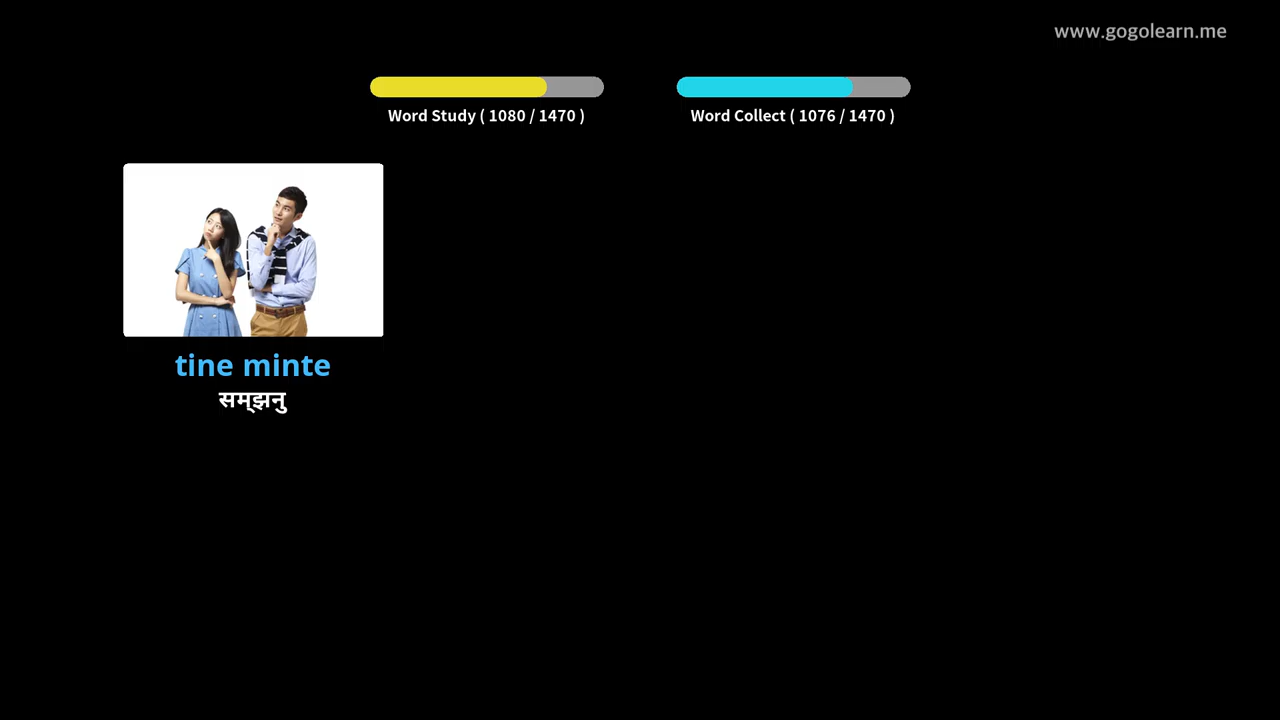 www.gogolearn.me
Word Study ( 1080 / 1470 )
Word Collect ( 1076 / 1470 )
tine minte
सम्झनु